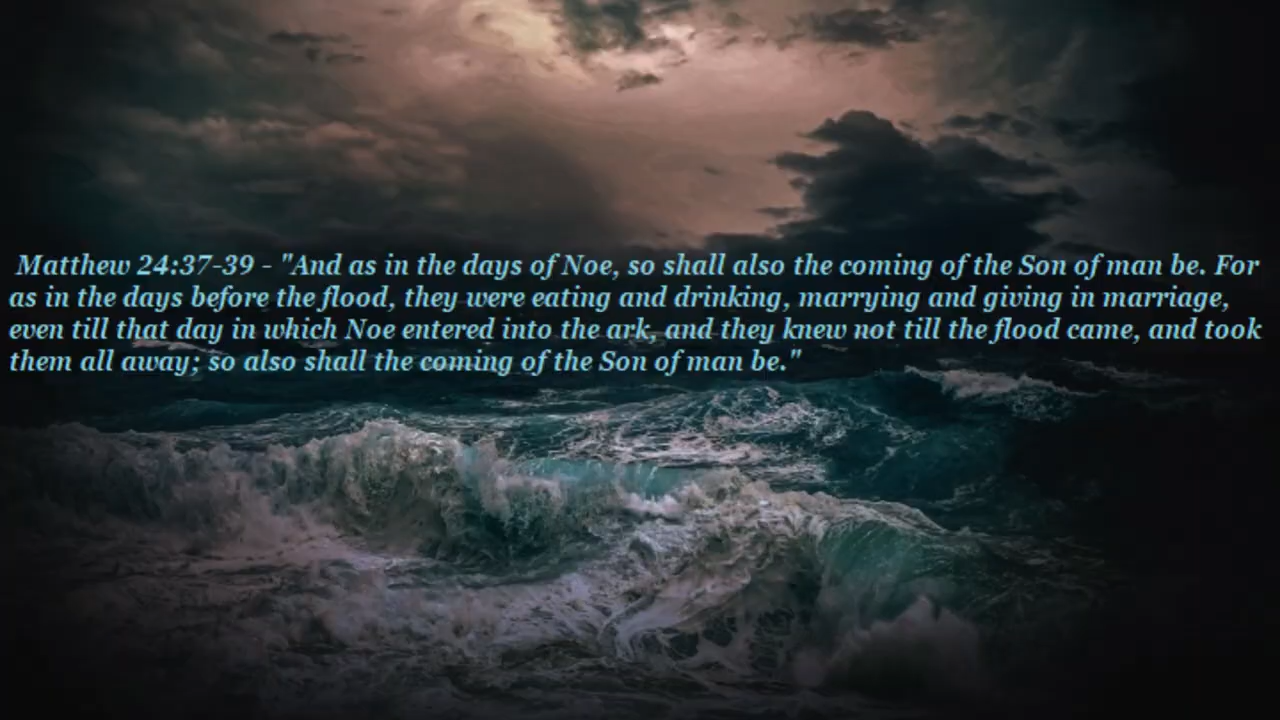 Matthew 24:37-39 - "And as in the days of Noe, so shall also the coming of the Son of man be. For
as in the days before the flood, they were eating and drinking, marrying and giving in marriage,
even till that day in which Noe entered into the ark, and they knew not till the flood came, and took
them all away; so also shall the coming of the Son of man be."